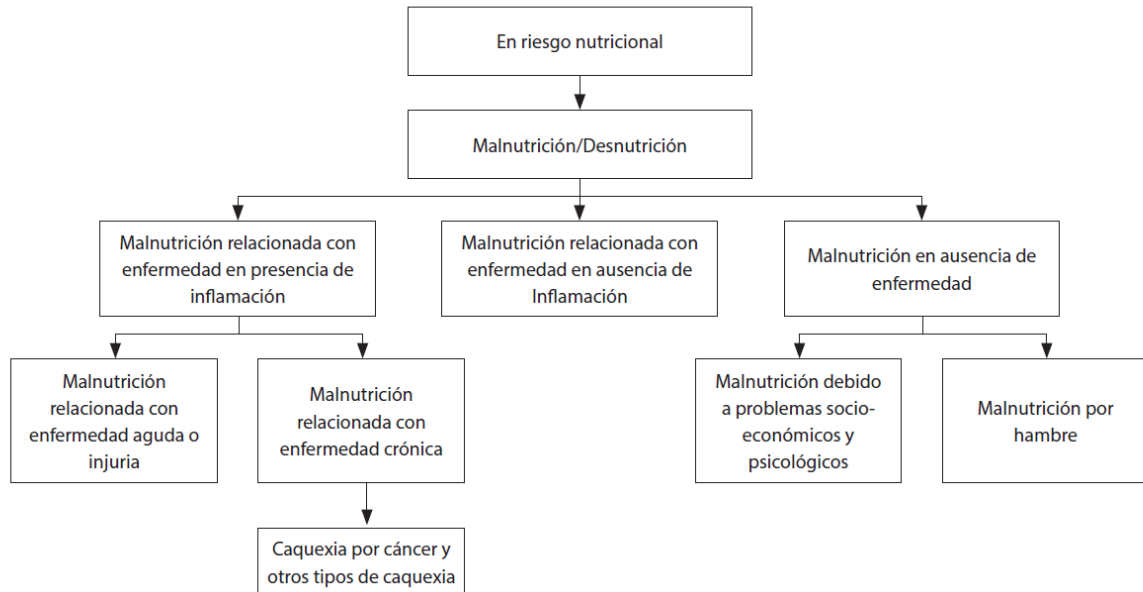 En riesgo nutricional
Malnutrición/Desnutrición
Malnutrición relacionada con
enfermedad en presencia de
inflamación
Malnutrición relacionada con
enfermedad en ausencia de
Inflamación
Malnutrición en ausencia de
enfermedad
Malnutrición
relacionada con
enfermedad aguda o
injuria
Malnutrición
relacionada con
enfermedad crónica
Malnutrición debido
a problemas socio-
económicos y
psicológicos
Malnutrición por
hambre
Caquexia por cáncer y
otros tipos de caquexia